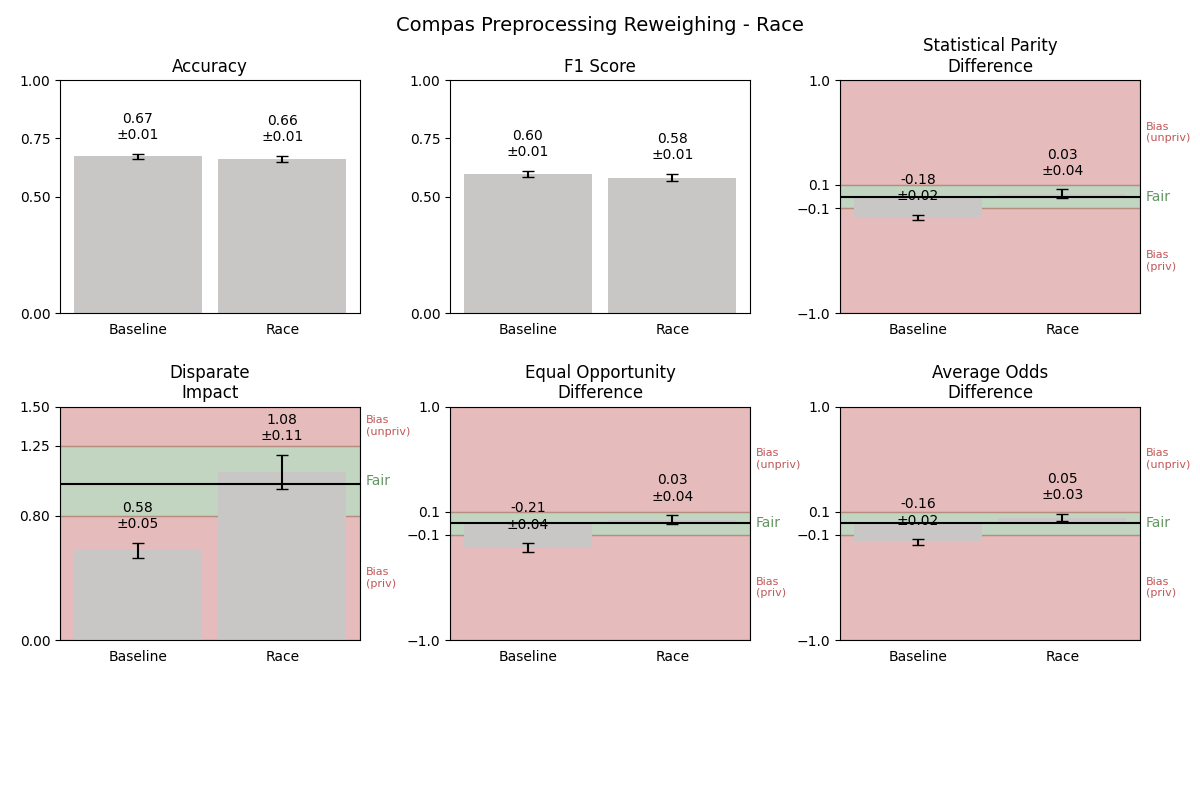 Compas Preprocessing Reweighing - Race
Accuracy
1.00
0.75
0.50
0.00
0.67
±0.01
0.66
±0.01
Baseline
Race
F1 Score
1.00
0.75
0.50
0.00
0.60
±0.01
0.58
±0.01
Baseline
Race
Statistical Parity
Difference
1.0
0.1
−0.1
−1.0
-0.18
±0.02
0.03
±0.04
Bias
(unpriv)
Fair
Bias
(priv)
Baseline
Race
Disparate
Impact
1.50
1.25
0.80
0.00
0.58
±0.05
1.08
±0.11
Bias
(unpriv)
Fair
Bias
(priv)
Baseline
Race
Equal Opportunity
Difference
1.0
0.1
−0.1
−1.0
-0.21
±0.04
0.03
±0.04
Bias
(unpriv)
Fair
Bias
(priv)
Baseline
Race
Average Odds
Difference
1.0
0.1
−0.1
−1.0
-0.16
±0.02
0.05
±0.03
Bias
(unpriv)
Fair
Bias
(priv)
Baseline
Race